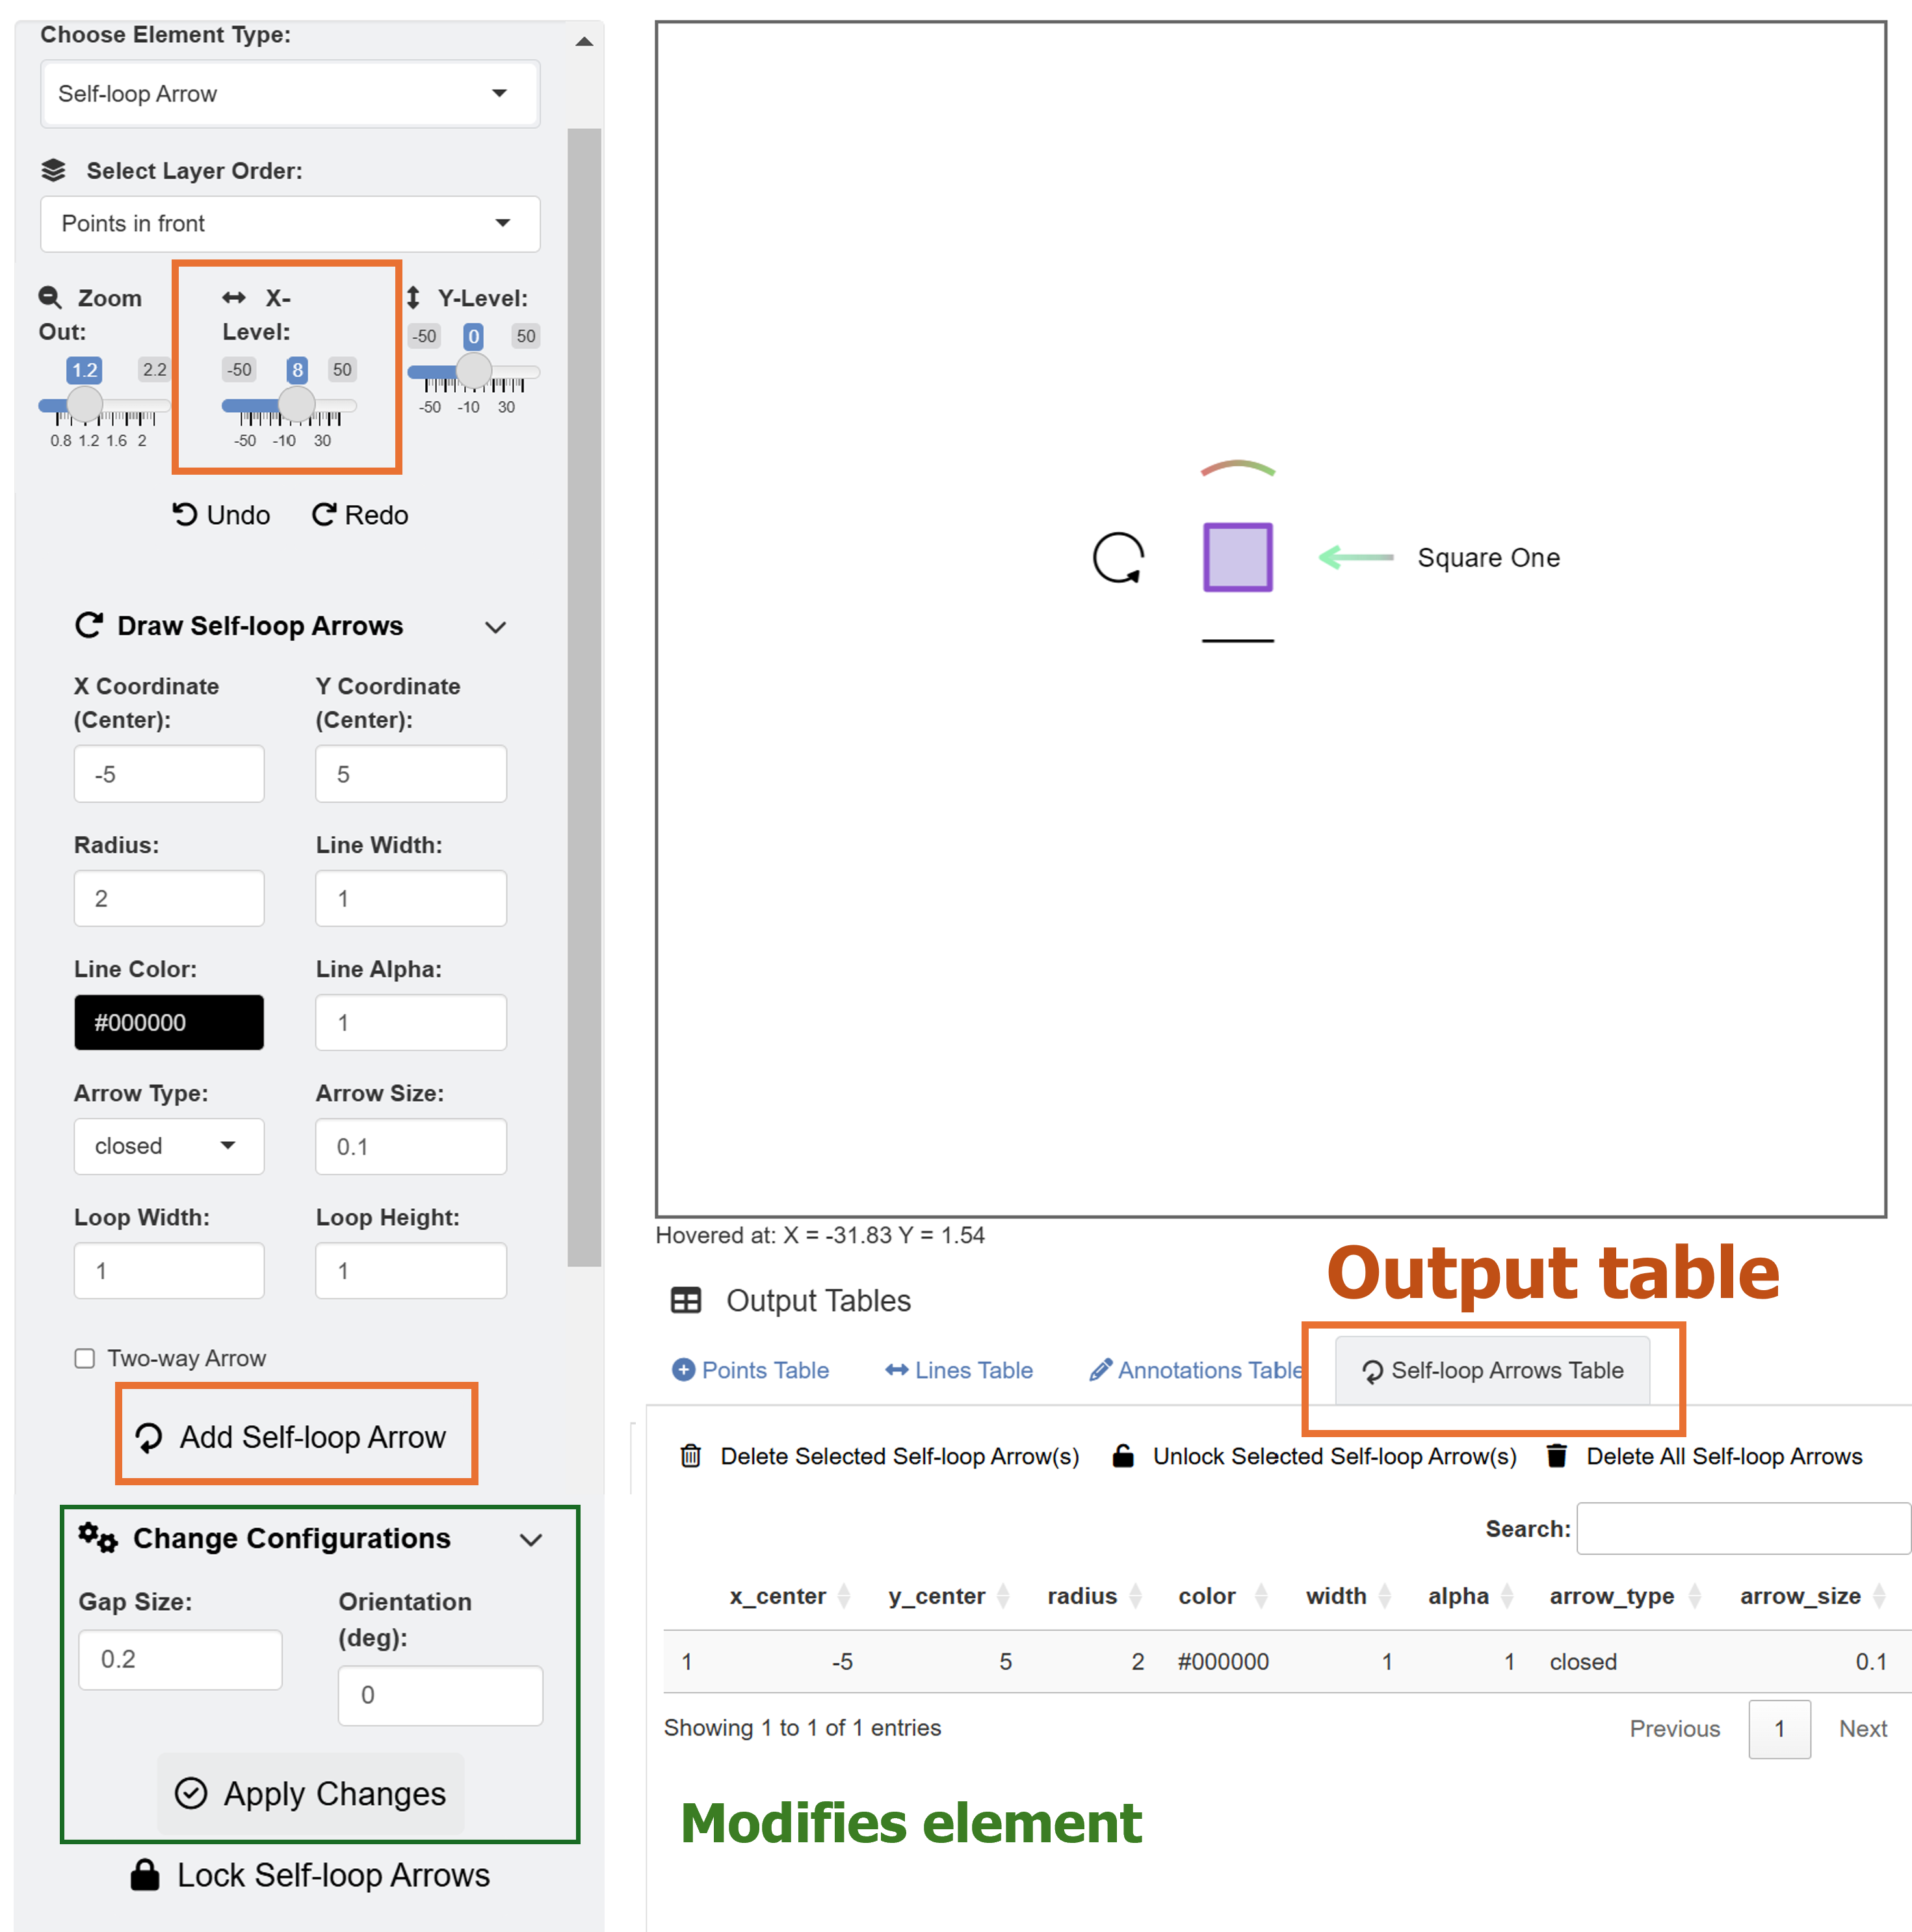 Choose Element Type:
Self-loop Arrow
Select Layer Order:
Points in front
Zoom Out:
1.2 2.2
0.8 1.2 1.6 2
X-Level:
-50 8 50
-50 -10 30
Y-Level:
-50 0 50
-50 -10 30
Undo Redo
Draw Self-loop Arrows
X Coordinate (Center): Y Coordinate (Center):
-5 5
Radius: Line Width:
2 1
Line Color: Line Alpha:
#000000 1
Arrow Type: Arrow Size:
closed 0.1
Loop Width: Loop Height:
1 1
Two-way Arrow
Add Self-loop Arrow
Change Configurations
Gap Size: Orientation (deg):
0.2 0
Apply Changes
Lock Self-loop Arrows
Square One
Hovered at: X = -31.83 Y = 1.54
Output table
Output Tables
Points Table Lines Table Annotations Table Self-loop Arrows Table
Delete Selected Self-loop Arrow(s) Unlock Selected Self-loop Arrow(s) Delete All Self-loop Arrows
Search:
x_center y_center radius color width alpha arrow_type arrow_size
1 -5 5 2 #000000 1 1 closed 0.1
Showing 1 to 1 of 1 entries
Previous 1 Next
Modifies element